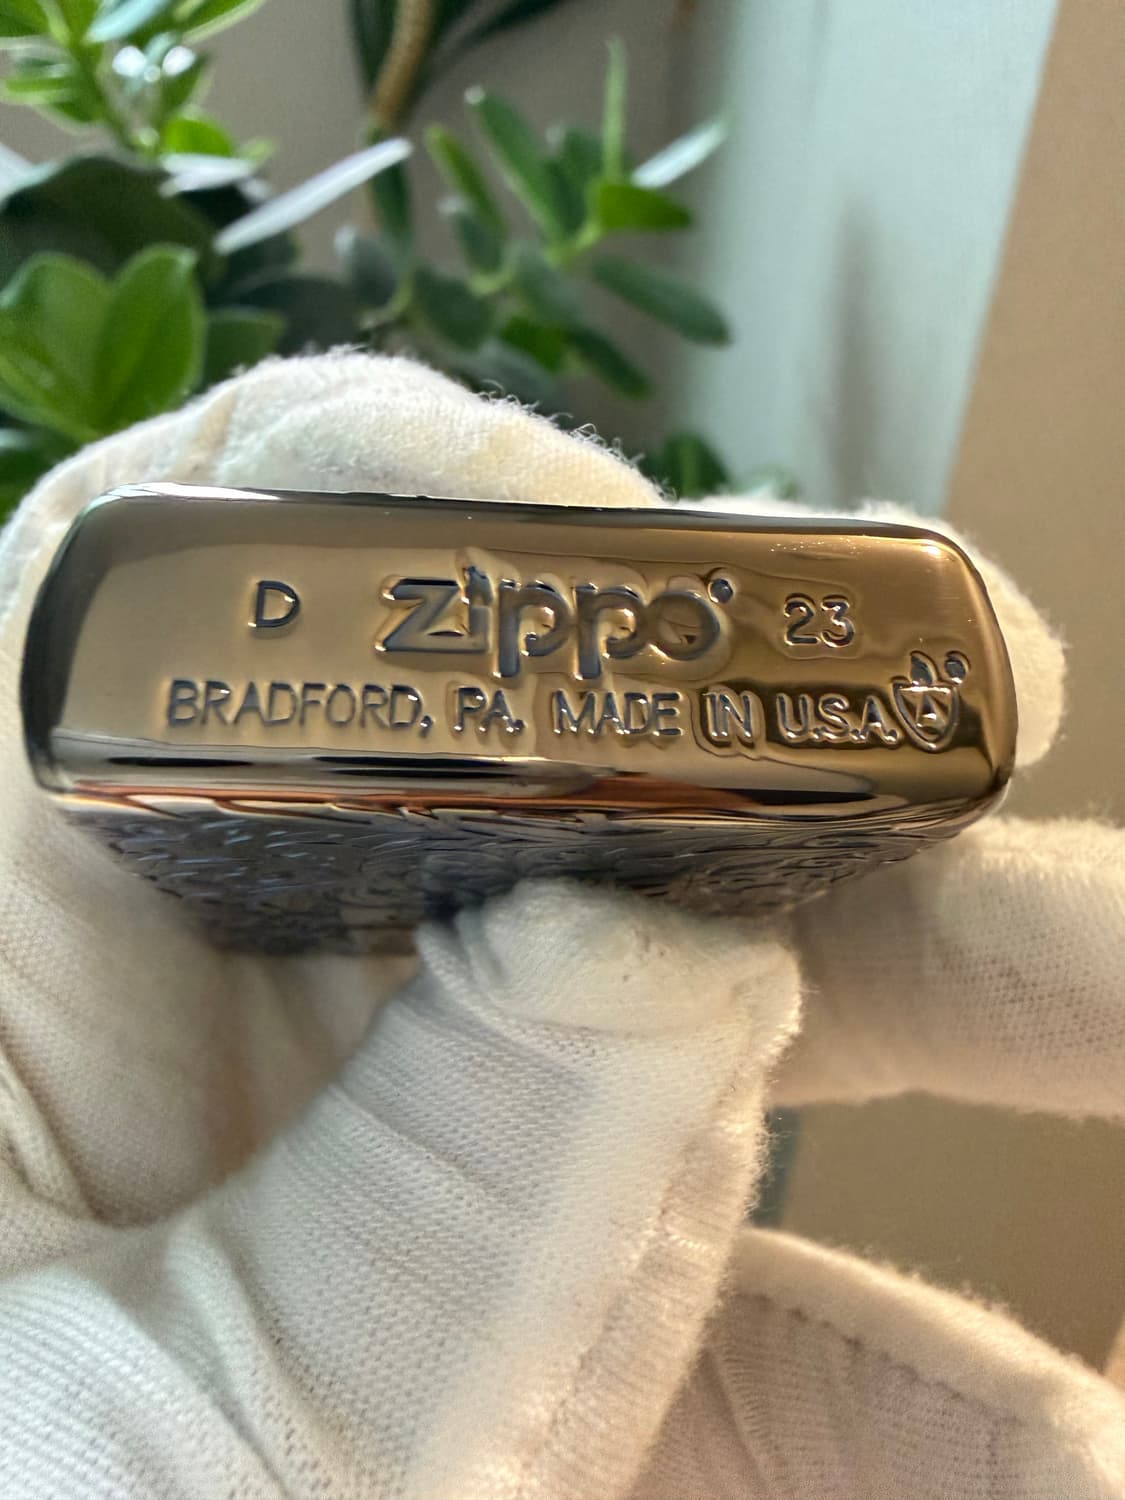 D zippo 23
BRADFORD, PA. MADE IN U.S.A.